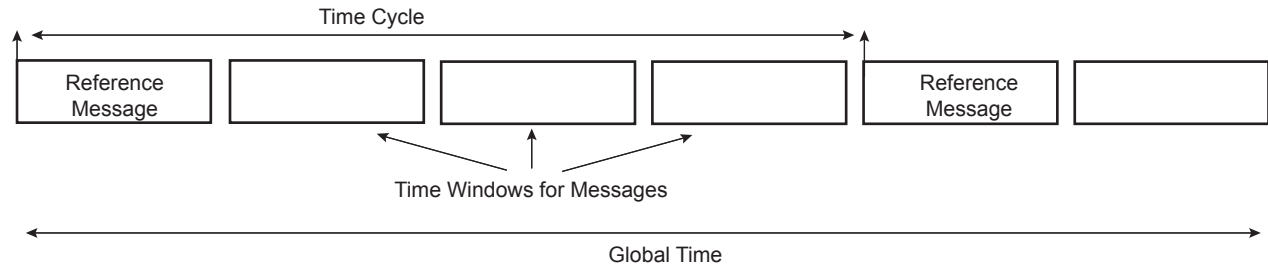 Time Cycle
Reference
Message
Reference
Message
Time Windows for Messages
Global Time